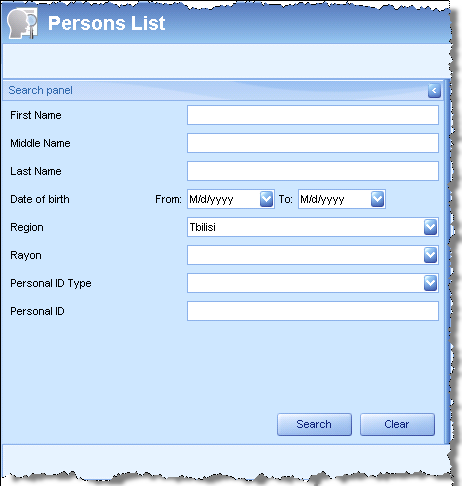 Persons List
Search panel
First Name
Middle Name
Last Name
Date of birth From: M/d/yyyy To: M/d/yyyy
Region Tbilisi
Rayon
Personal ID Type
Personal ID
Search Clear